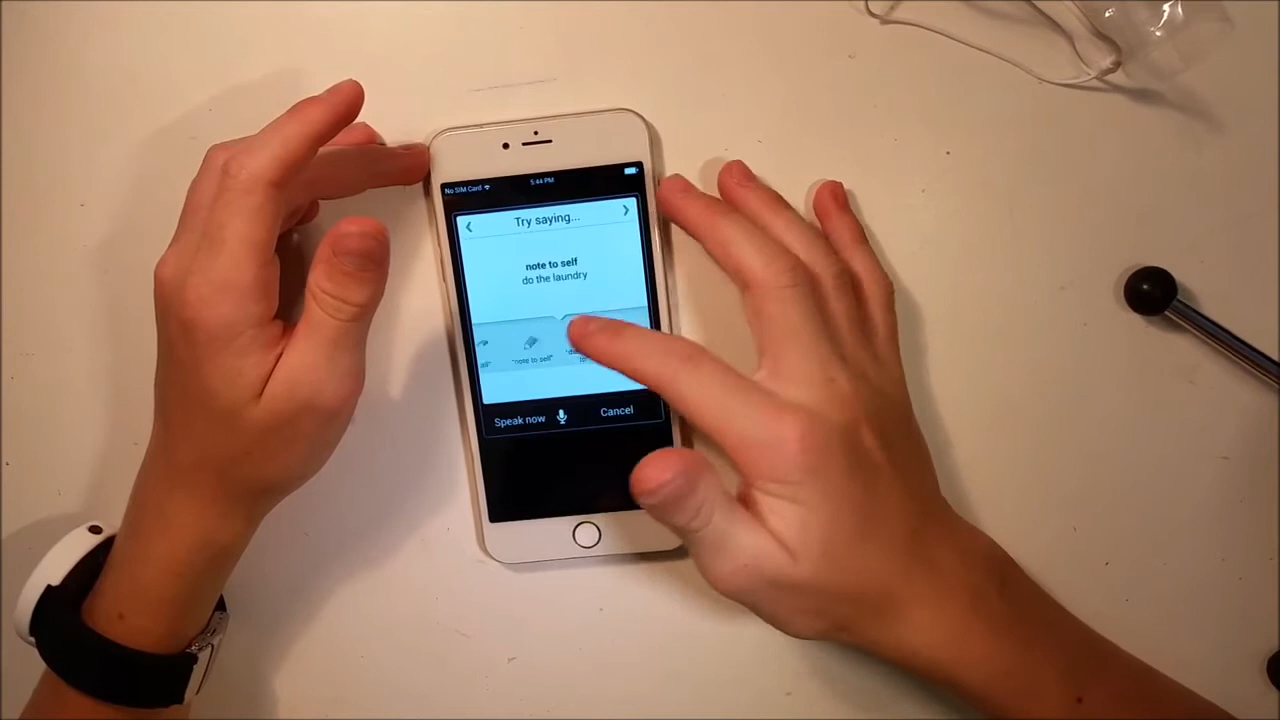 No SIM Card
5:44 PM
Try saying...
note to self
do the laundry
"note to self"
Speak now
Cancel